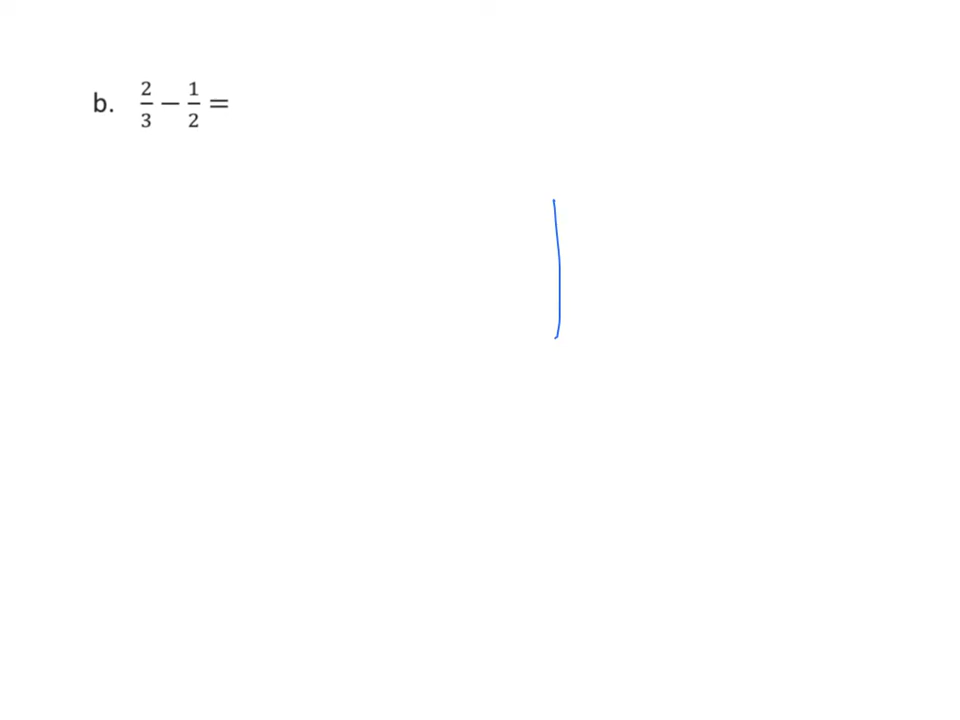 b. 2/3 − 1/2 =